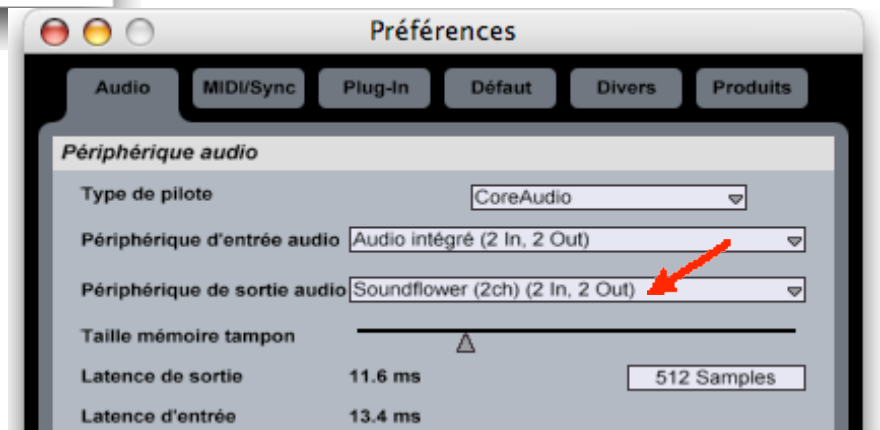 Préférences
Audio MIDI/Sync Plug-In Défaut Divers Produits
Périphérique audio
Type de pilote CoreAudio
Périphérique d'entrée audio Audio intégré (2 In, 2 Out)
Périphérique de sortie audio Soundflower (2ch) (2 In, 2 Out)
Taille mémoire tampon
Latence de sortie 11.6 ms 512 Samples
Latence d'entrée 13.4 ms